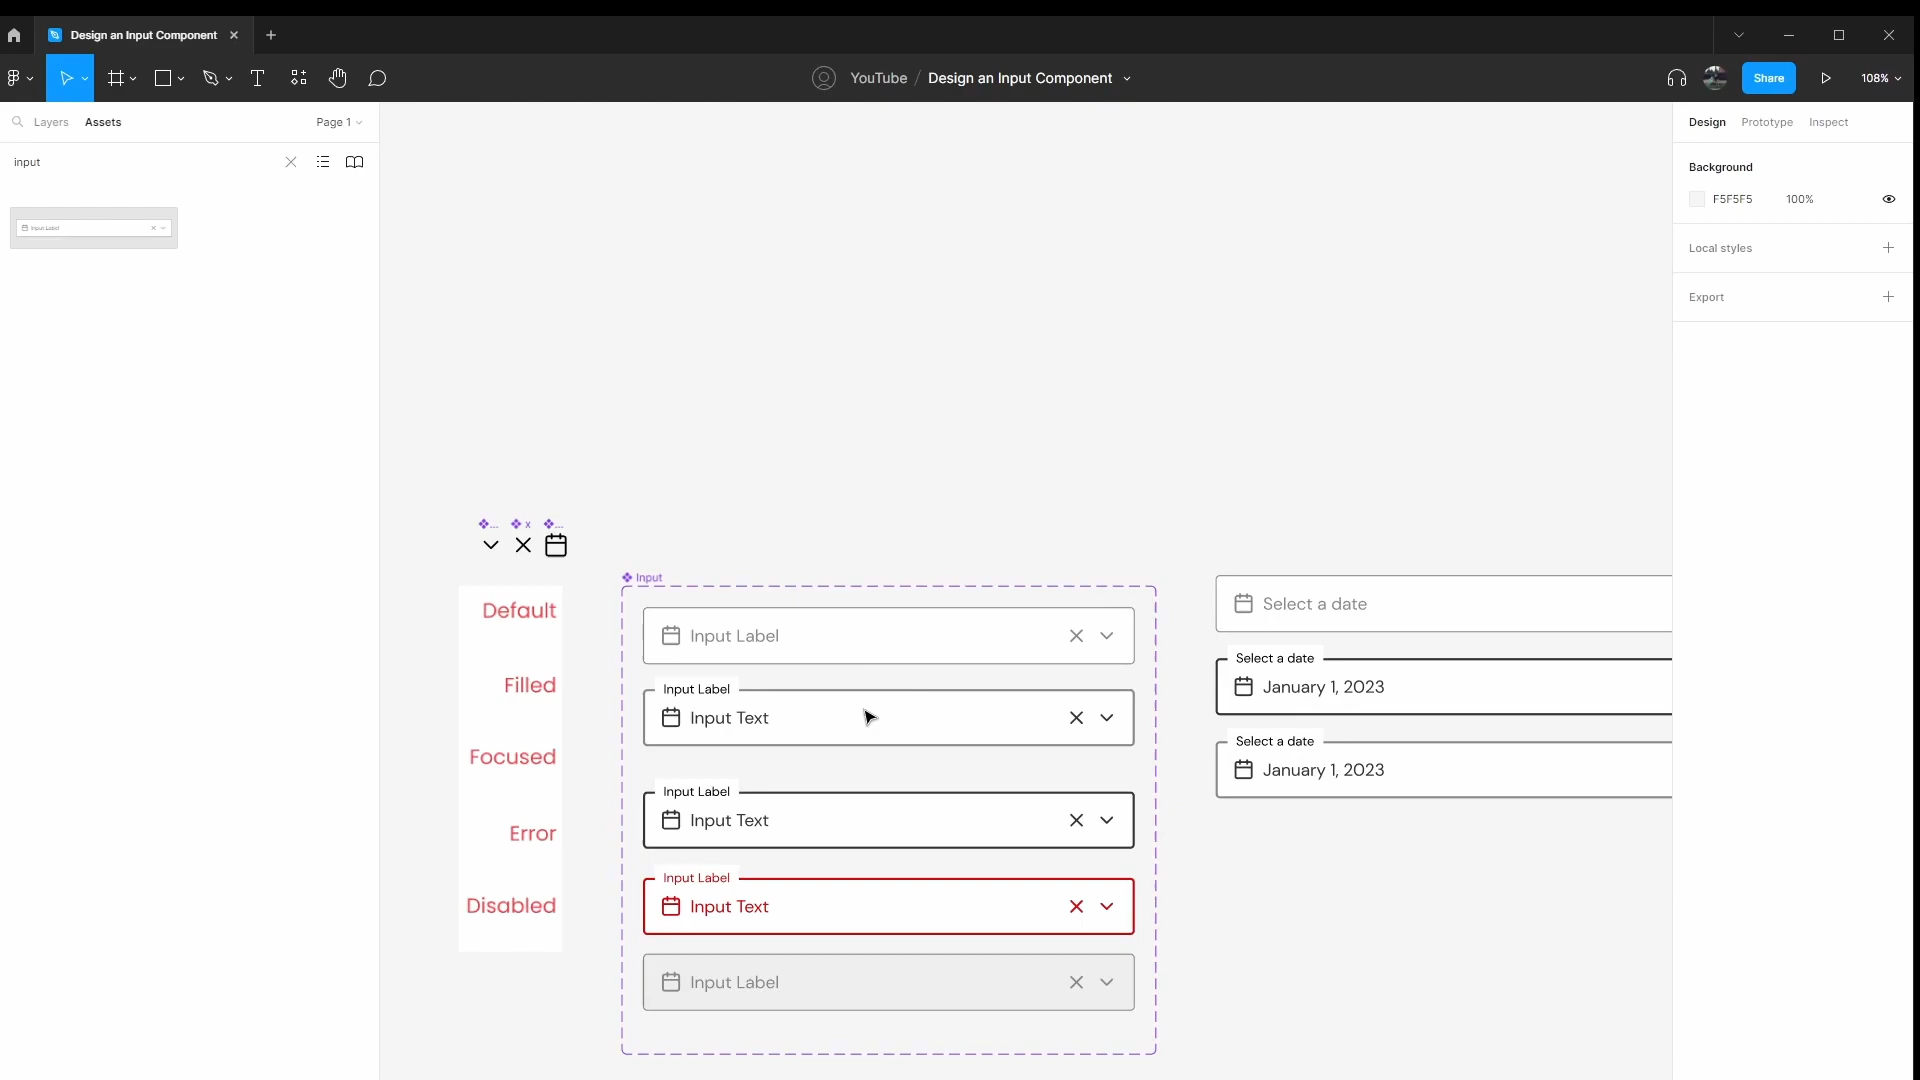 Design an Input Component
YouTube / Design an Input Component
Share
108%
Layers
Assets
Page 1
input
Input Label
Design
Prototype
Inspect
Background
F5F5F5
100%
Local styles
Export
...
x
...
Default
Filled
Focused
Error
Disabled
Input
Input Label
Input Label
Input Text
Input Label
Input Text
Input Label
Input Text
Input Label
Select a date
Select a date
January 1, 2023
Select a date
January 1, 2023